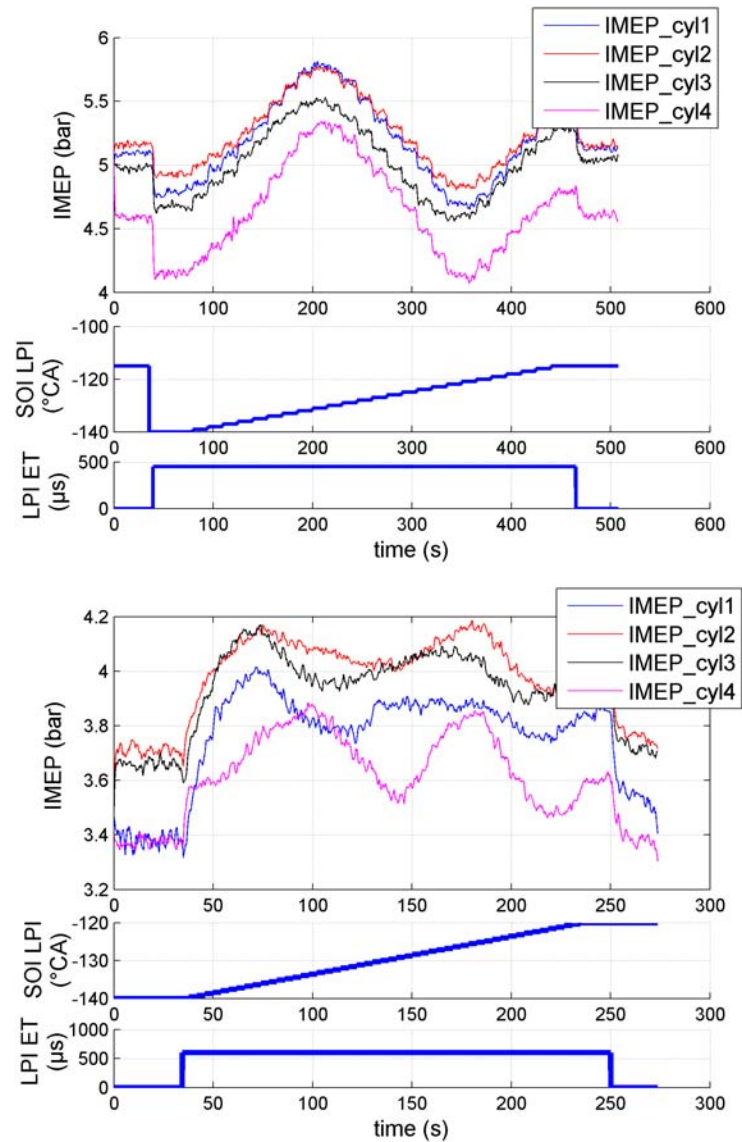 IMEP_cyl1
IMEP_cyl2
IMEP_cyl3
IMEP_cyl4
IMEP (bar)
6
5.5
5
4.5
4
0 100 200 300 400 500 600
SOI LPI
(°CA)
-100
-120
-140
0 100 200 300 400 500 600
LPI ET
(µs)
500
0
0 100 200 300 400 500 600
time (s)
IMEP_cyl1
IMEP_cyl2
IMEP_cyl3
IMEP_cyl4
IMEP (bar)
4.2
4
3.8
3.6
3.4
3.2
0 50 100 150 200 250 300
SOI LPI
(°CA)
-120
-130
-140
0 50 100 150 200 250 300
LPI ET
(µs)
1000
500
0
0 50 100 150 200 250 300
time (s)